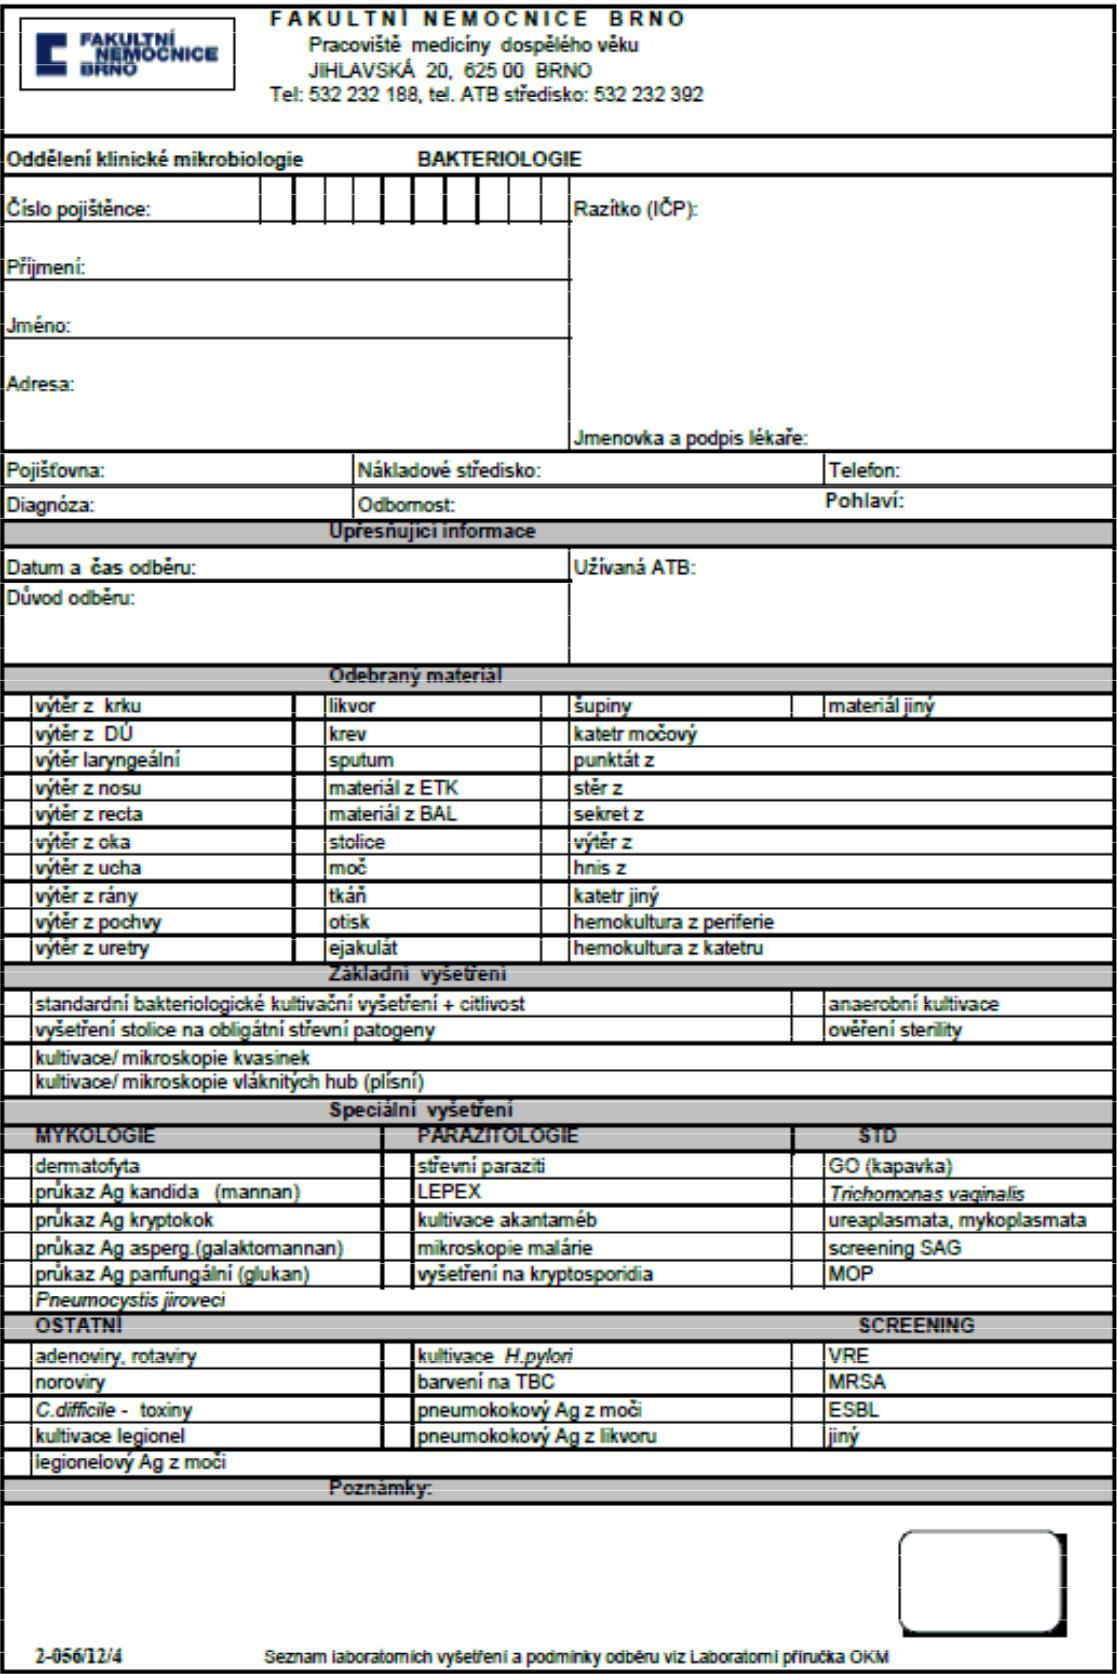 FAKULTNÍ NEMOCNICE BRNO
FAKULTNÍ
NEMOCNICE
BRNO
Pracoviště medicíny dospělého věku
JIHLAVSKÁ 20, 625 00 BRNO
Tel: 532 232 188, tel. ATB středisko: 532 232 392
Oddělení klinické mikrobiologie BAKTERIOLOGIE
Číslo pojištěnce: Razítko (IČP):
Příjmení:
Jméno:
Adresa:
Jmenovka a podpis lékaře:
Pojišťovna: Nákladové středisko: Telefon:
Diagnóza: Odbornost: Pohlaví:
Upřesňující informace
Datum a čas odběru: Užívaná ATB:
Důvod odběru:
Odebraný materiál
výtěr z krku likvor šupiny materiál jiný
výtěr z DÚ krev katetr močový
výtěr laryngeální sputum punktát z
výtěr z nosu materiál z ETK stěr z
výtěr z recta materiál z BAL sekret z
výtěr z oka stolice výtěr z
výtěr z ucha moč hnis z
výtěr z rány tkáň katetr jiný
výtěr z pochvy otisk hemokultura z periferie
výtěr z uretry ejakulát hemokultura z katetru
Základní vyšetření
standardní bakteriologické kultivační vyšetření + citlivost anaerobní kultivace
vyšetření stolice na obligátní střevní patogeny ověření sterility
kultivace/ mikroskopie kvasinek
kultivace/ mikroskopie vláknitých hub (plísní)
Speciální vyšetření
MYKOLOGIE PARAZITOLOGIE STD
dermatofyta střevní paraziti GO (kapavka)
průkaz Ag kandida (mannan) LEPEX Trichomonas vaginalis
průkaz Ag kryptokok kultivace akantaméb ureaplasmata, mykoplasmata
průkaz Ag asperg.(galaktomannan) mikroskopie malárie screening SAG
průkaz Ag panfungální (glukan) vyšetření na kryptosporidia MOP
Pneumocystis jiroveci
OSTATNÍ SCREENING
adenoviry, rotaviry kultivace H.pylori VRE
noroviry barvení na TBC MRSA
C.difficile - toxiny pneumokokový Ag z moči ESBL
kultivace legionel pneumokokový Ag z likvoru jiný
legionelový Ag z moči
Poznámky:
2-056/12/4 Seznam laboratorních vyšetření a podmínky odběru viz Laboratorní příručka OKM